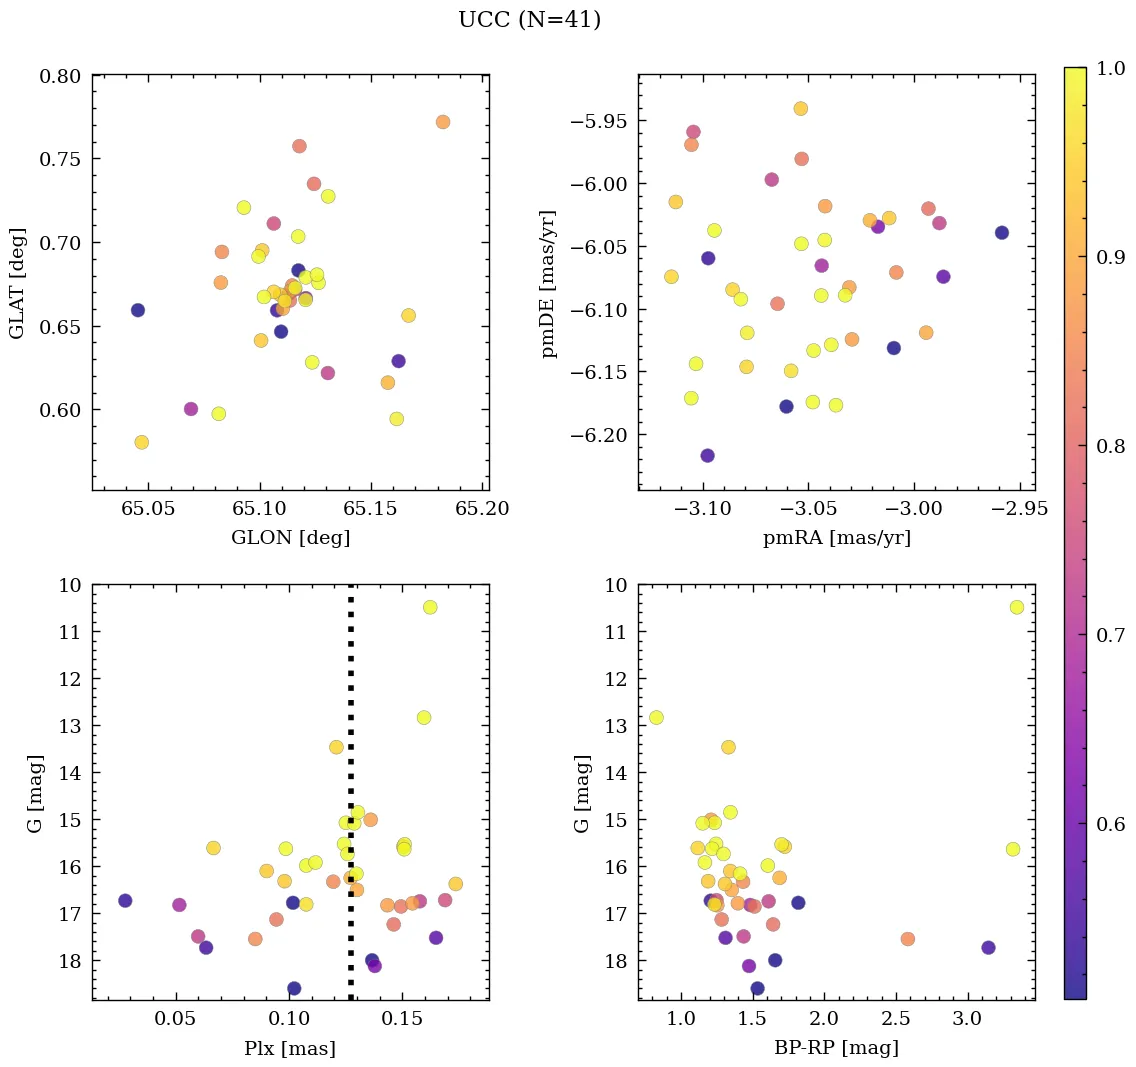 UCC (N=41)
0.80
0.75
0.70
0.65
0.60
GLAT [deg]
65.05 65.10 65.15 65.20
GLON [deg]
−5.95
−6.00
−6.05
−6.10
−6.15
−6.20
pmDE [mas/yr]
−3.10 −3.05 −3.00 −2.95
pmRA [mas/yr]
10
11
12
13
14
15
16
17
18
G [mag]
0.05 0.10 0.15
Plx [mas]
10
11
12
13
14
15
16
17
18
G [mag]
1.0 1.5 2.0 2.5 3.0
BP-RP [mag]
1.0
0.9
0.8
0.7
0.6